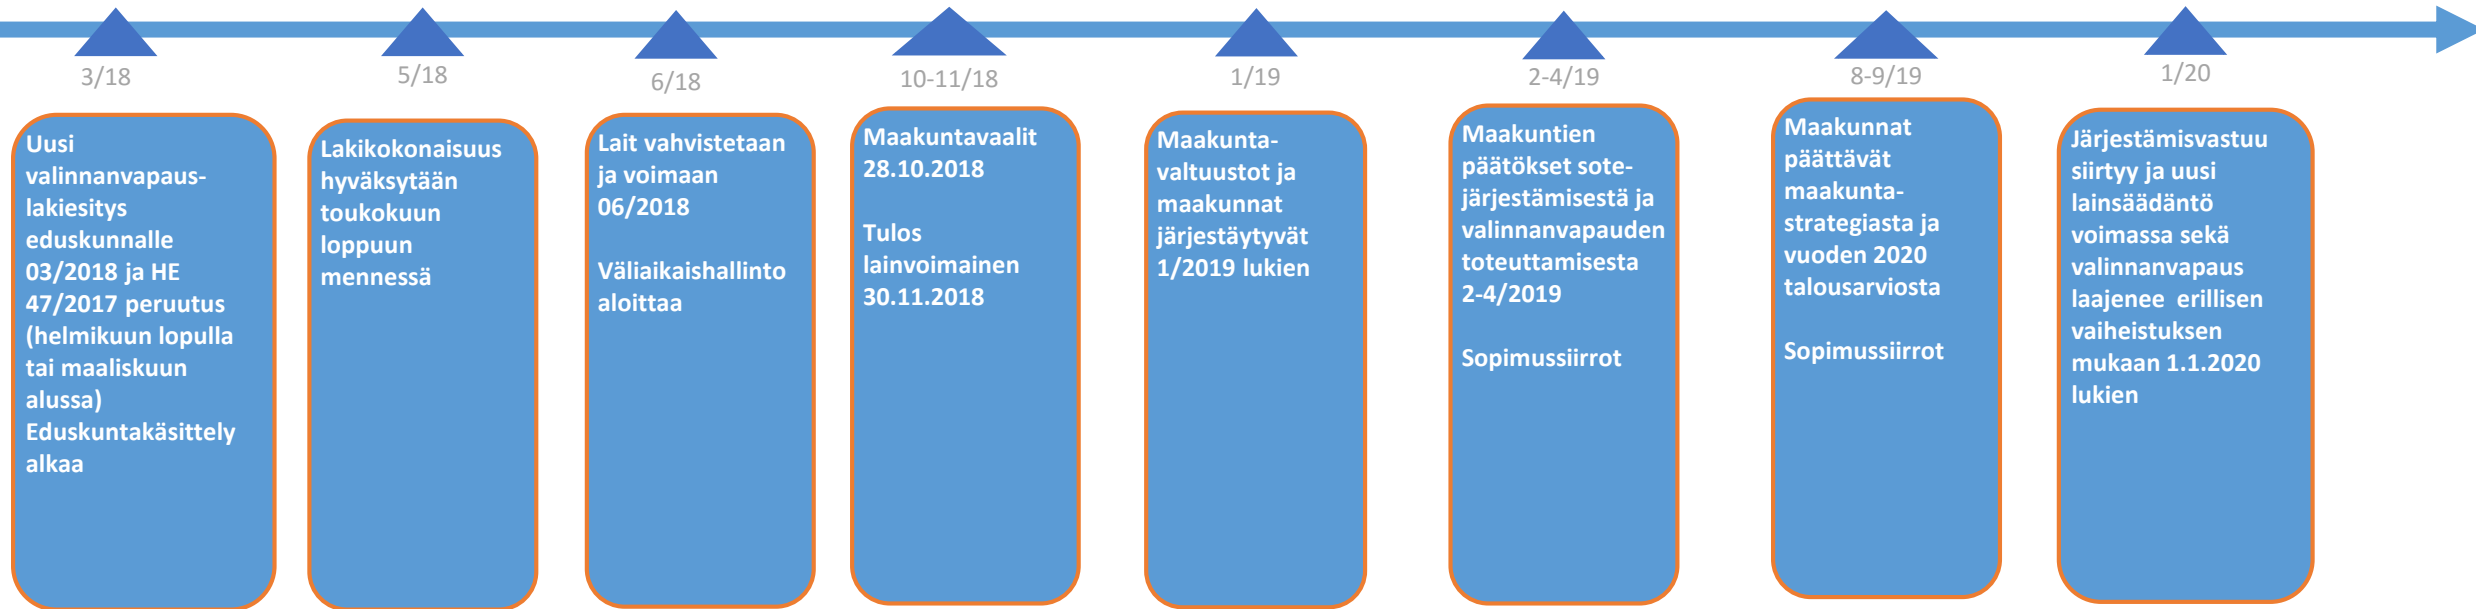 3/18
Uusi
valinnanvapaus-
lakiesitys
eduskunnalle
03/2018 ja HE
47/2017 peruutus
(helmikuun lopulla
tai maaliskuun
alussa)
Eduskuntakäsittely
alkaa
5/18
Lakikokonaisuus
hyväksytään
toukokuun
loppuun
mennessä
6/18
Lait vahvistetaan
ja voimaan
06/2018
Väliaikaishallinto
aloittaa
10-11/18
Maakuntavaalit
28.10.2018
Tulos
lainvoimainen
30.11.2018
1/19
Maakunta-
valtuustot ja
maakunnat
järjestäytyvät
1/2019 lukien
2-4/19
Maakuntien
päätökset sote-
järjestämisestä ja
valinnanvapauden
toteuttamisesta
2-4/2019
Sopimussiirrot
8-9/19
Maakunnat
päättävät
maakunta-
strategiasta ja
vuoden 2020
talousarviosta
Sopimussiirrot
1/20
Järjestämisvastuu
siirtyy ja uusi
lainsäädäntö
voimassa sekä
valinnanvapaus
laajenee erillisen
vaiheistuksen
mukaan 1.1.2020
lukien